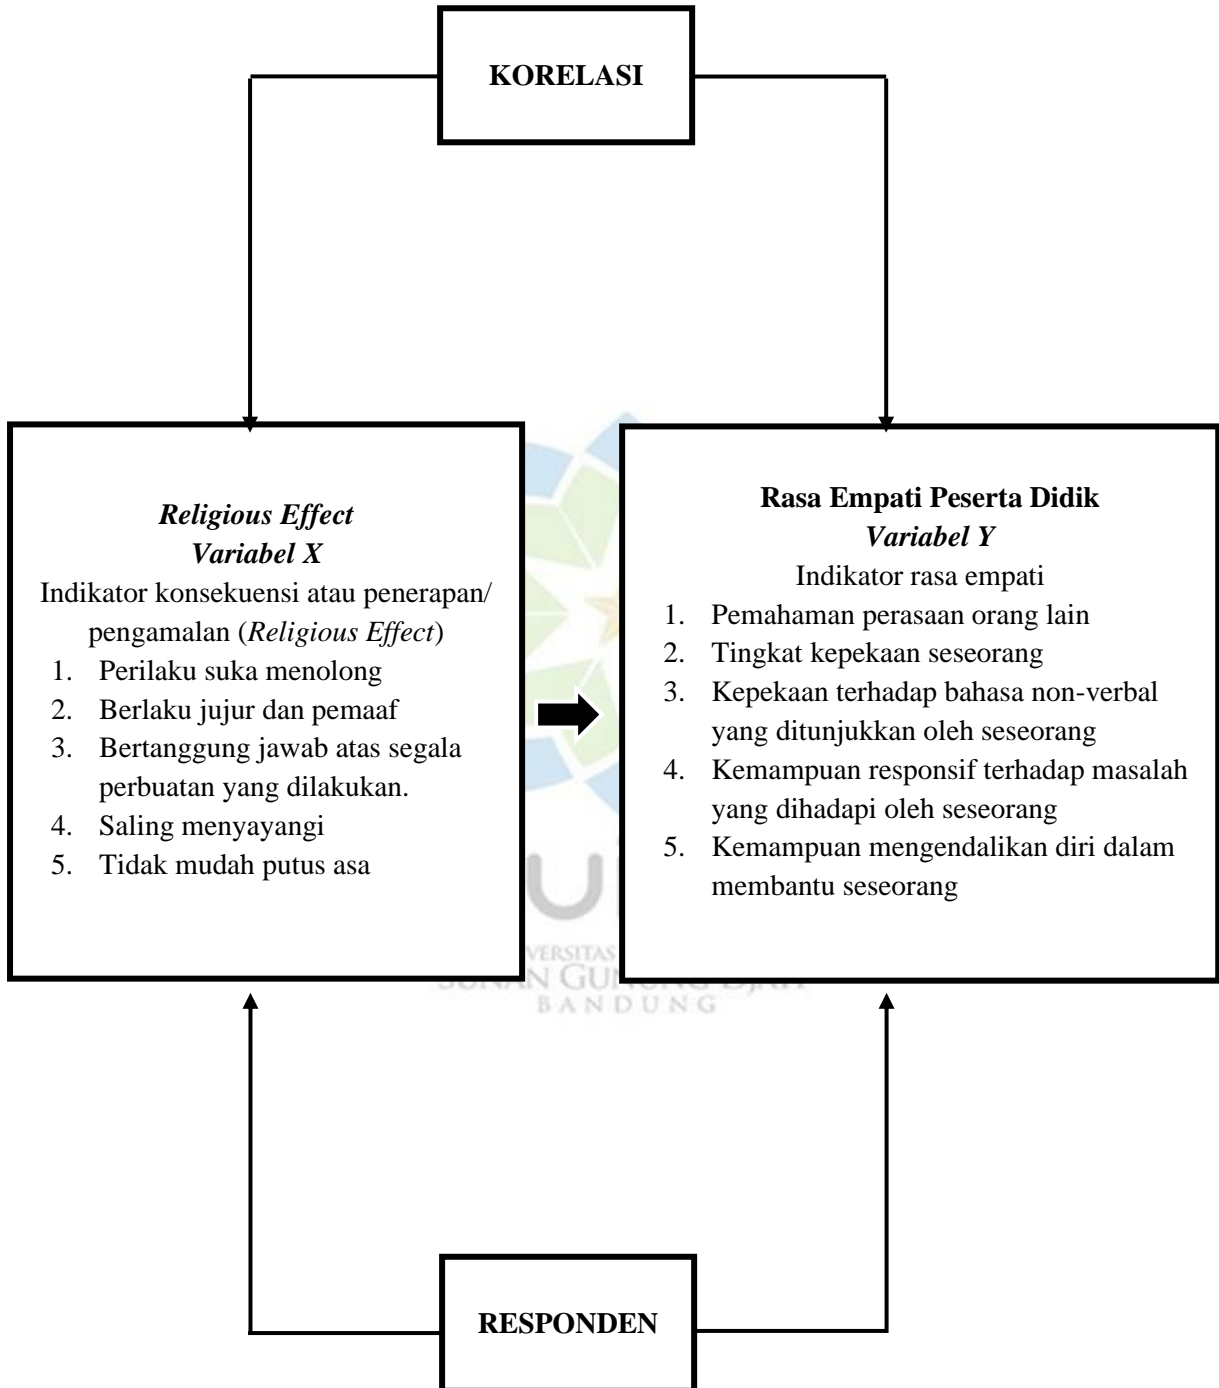 KORELASI
Religious Effect
Variabel X
Indikator konsekuensi atau penerapan/
pengamalan (Religious Effect)
1. Perilaku suka menolong
2. Berlaku jujur dan pemaaf
3. Bertanggung jawab atas segala
perbuatan yang dilakukan.
4. Saling menyayangi
5. Tidak mudah putus asa
Rasa Empati Peserta Didik
Variabel Y
Indikator rasa empati
1. Pemahaman perasaan orang lain
2. Tingkat kepekaan seseorang
3. Kepekaan terhadap bahasa non-verbal
yang ditunjukkan oleh seseorang
4. Kemampuan responsif terhadap masalah
yang dihadapi oleh seseorang
5. Kemampuan mengendalikan diri dalam
membantu seseorang
BANDUNG
RESPONDEN